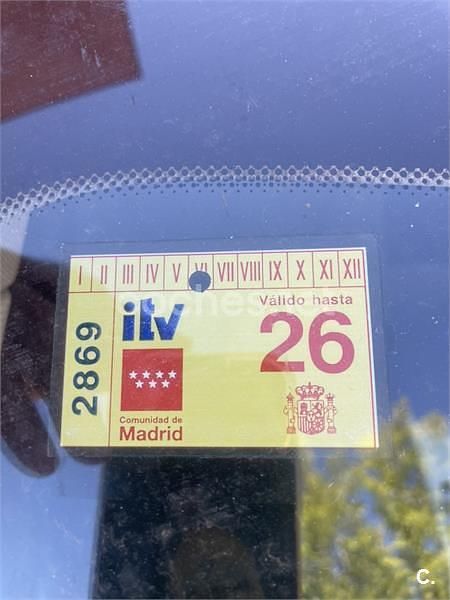 I II III IV V VI VII VIII IX X XI XII
itv
Válido hasta
26
2869
Comunidad de
Madrid
C.